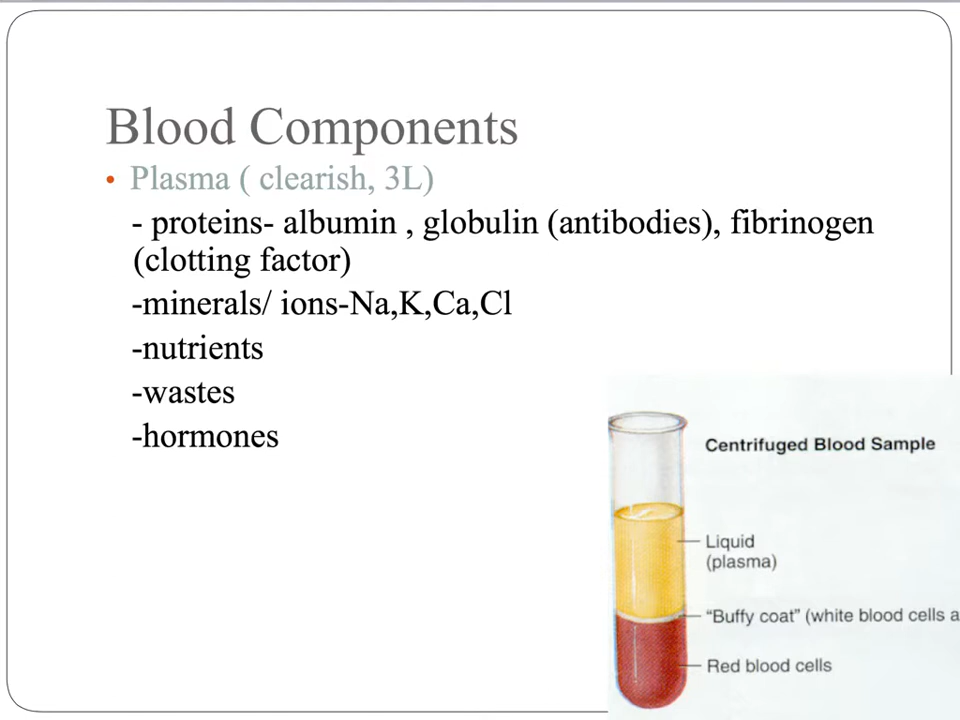 Blood Components
• Plasma ( clearish, 3L)
- proteins- albumin , globulin (antibodies), fibrinogen
(clotting factor)
-minerals/ ions-Na,K,Ca,Cl
-nutrients
-wastes
-hormones
Centrifuged Blood Sample
Liquid
(plasma)
“Buffy coat” (white blood cells a
Red blood cells